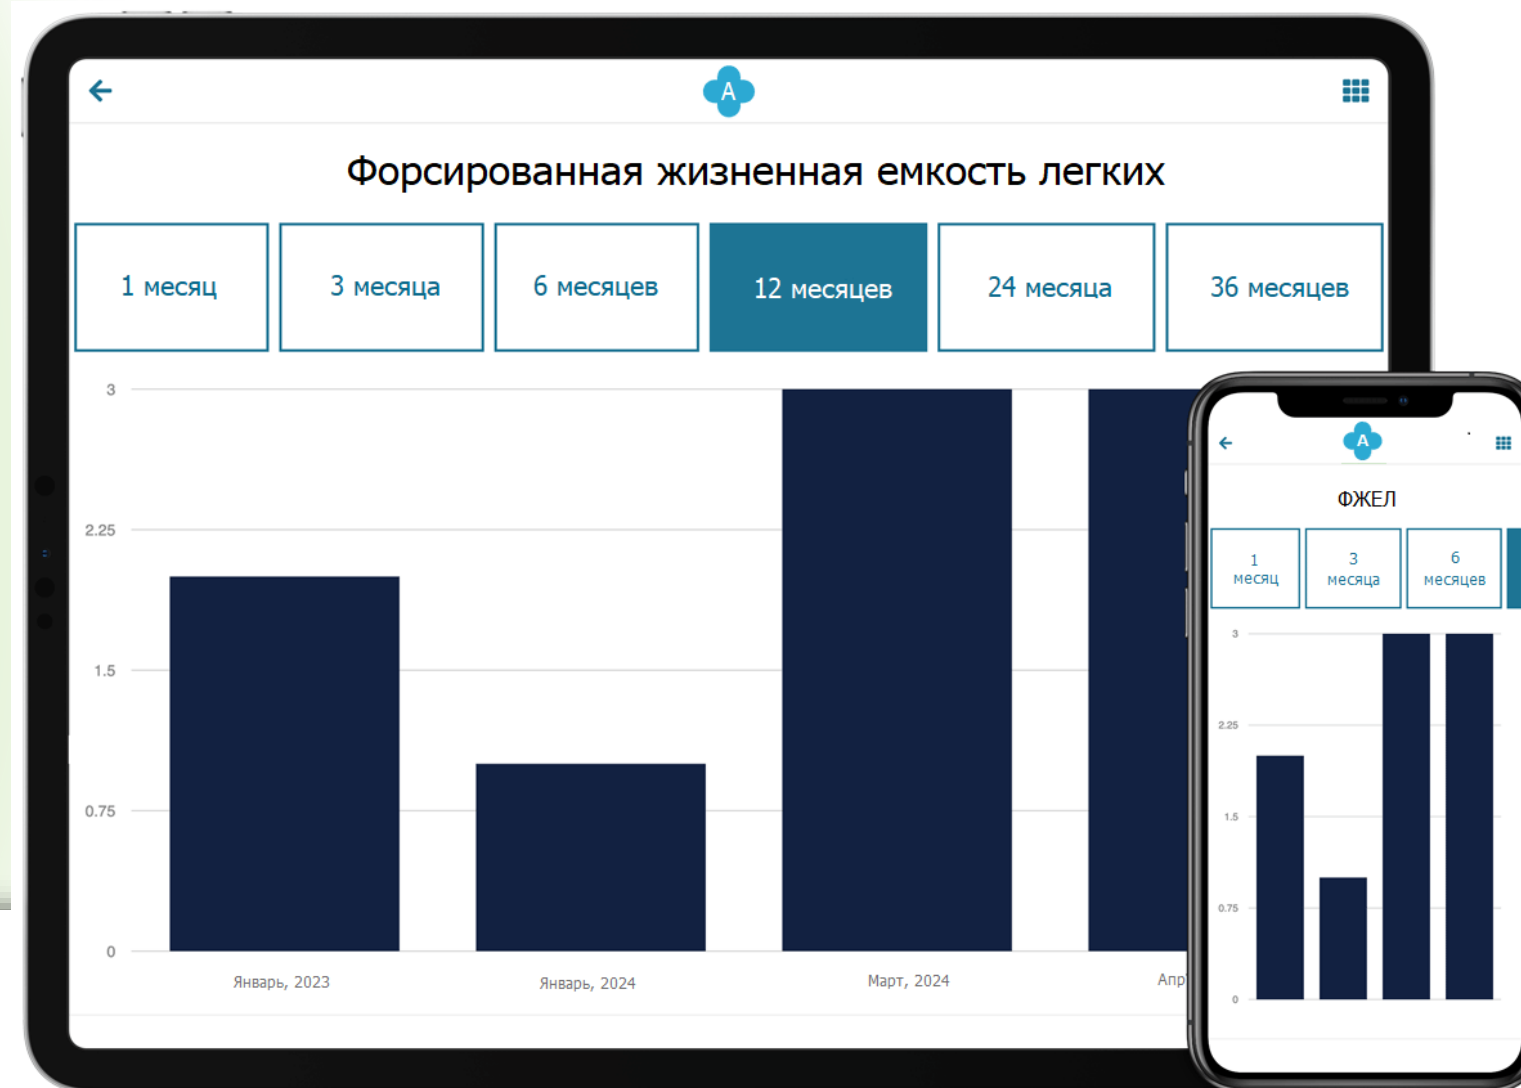 A
Форсированная жизненная емкость легких
1 месяц
3 месяца
6 месяцев
12 месяцев
24 месяца
36 месяцев
3
2.25
1.5
0.75
0
Январь, 2023
Январь, 2024
Март, 2024
A
ФЖЕЛ
1
месяц
3
месяца
6
месяцев
3
2.25
1.5
0.75
0